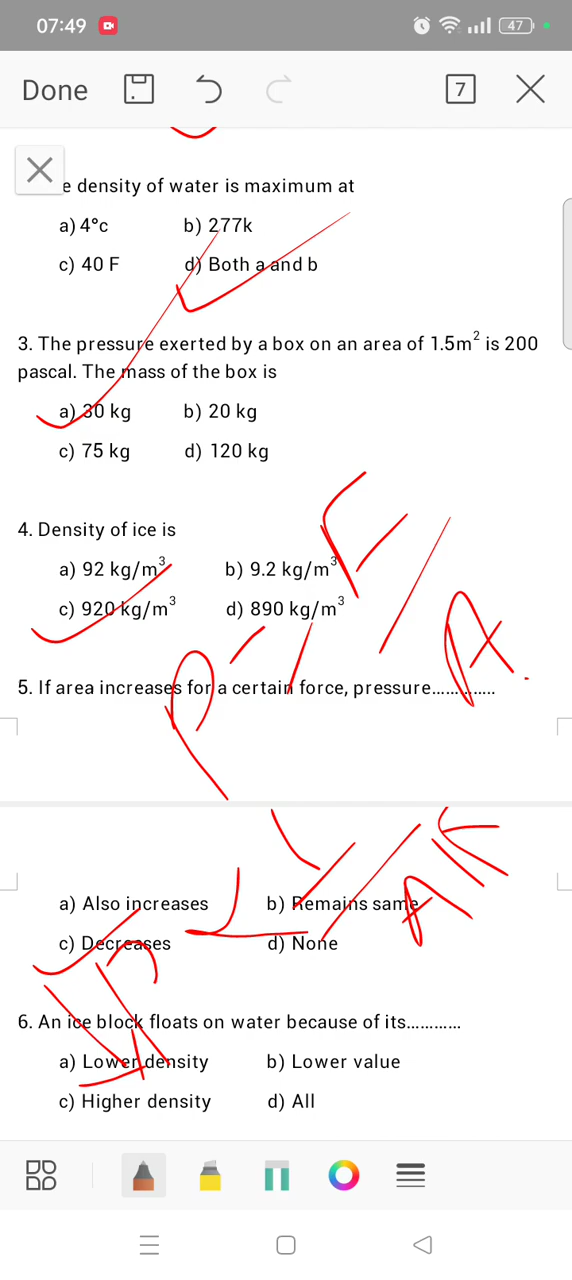 07:49
47
Done
7
e density of water is maximum at
a) 4°c b) 277k
c) 40 F d) Both a and b
3. The pressure exerted by a box on an area of 1.5m² is 200
pascal. The mass of the box is
a) 30 kg b) 20 kg
c) 75 kg d) 120 kg
4. Density of ice is
a) 92 kg/m³ b) 9.2 kg/m³
c) 920 kg/m³ d) 890 kg/m³
5. If area increases for a certain force, pressure..............
a) Also increases b) Remains same
c) Decreases d) None
6. An ice block floats on water because of its.............
a) Lower density b) Lower value
c) Higher density d) All